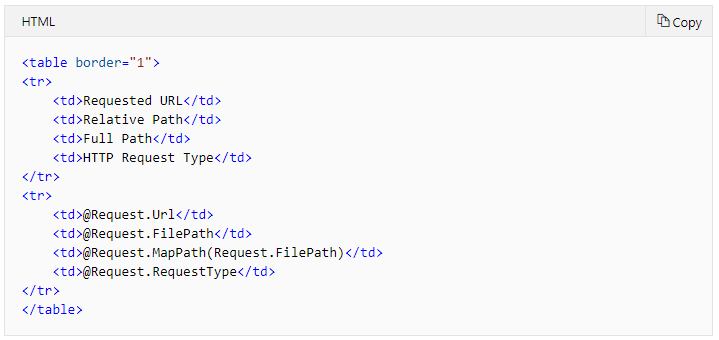 HTML
Copy
<table border="1">
<tr>
    <td>Requested URL</td>
    <td>Relative Path</td>
    <td>Full Path</td>
    <td>HTTP Request Type</td>
</tr>
<tr>
    <td>@Request.Url</td>
    <td>@Request.FilePath</td>
    <td>@Request.MapPath(Request.FilePath)</td>
    <td>@Request.RequestType</td>
</tr>
</table>